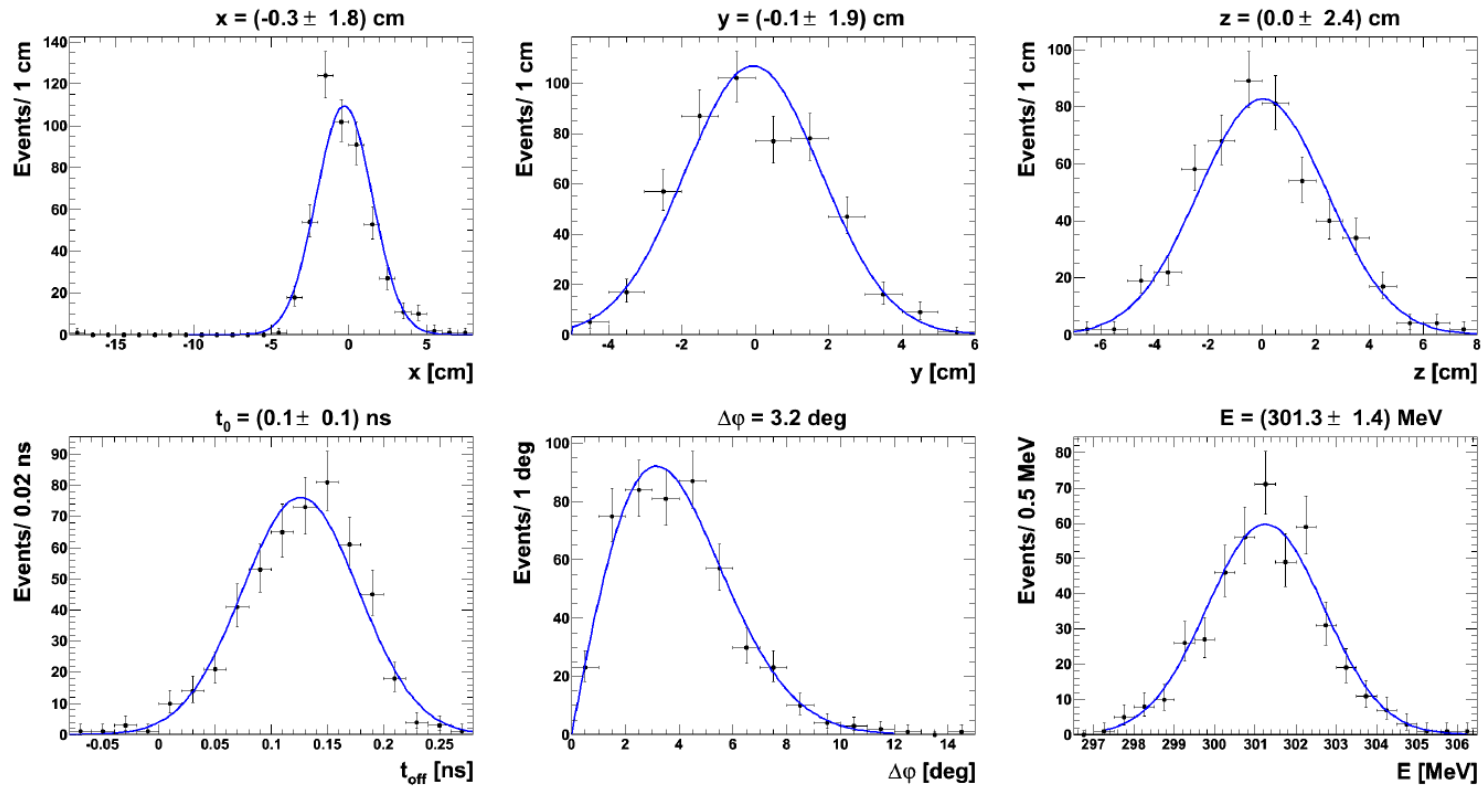 x = (-0.3 ± 1.8) cm
Events/ 1 cm
140
120
100
80
60
40
20
0
-15 -10 -5 0 5
x [cm]
y = (-0.1 ± 1.9) cm
Events/ 1 cm
100
80
60
40
20
0
-4 -2 0 2 4 6
y [cm]
z = (0.0 ± 2.4) cm
Events/ 1 cm
100
80
60
40
20
0
-6 -4 -2 0 2 4 6 8
z [cm]
t0 = (0.1 ± 0.1) ns
Events/ 0.02 ns
90
80
70
60
50
40
30
20
10
0
-0.05 0 0.05 0.1 0.15 0.2 0.25
toff [ns]
Δφ = 3.2 deg
Events/ 1 deg
100
80
60
40
20
0
0 2 4 6 8 10 12 14
Δφ [deg]
E = (301.3 ± 1.4) MeV
Events/ 0.5 MeV
80
70
60
50
40
30
20
10
0
297 298 299 300 301 302 303 304 305 306
E [MeV]